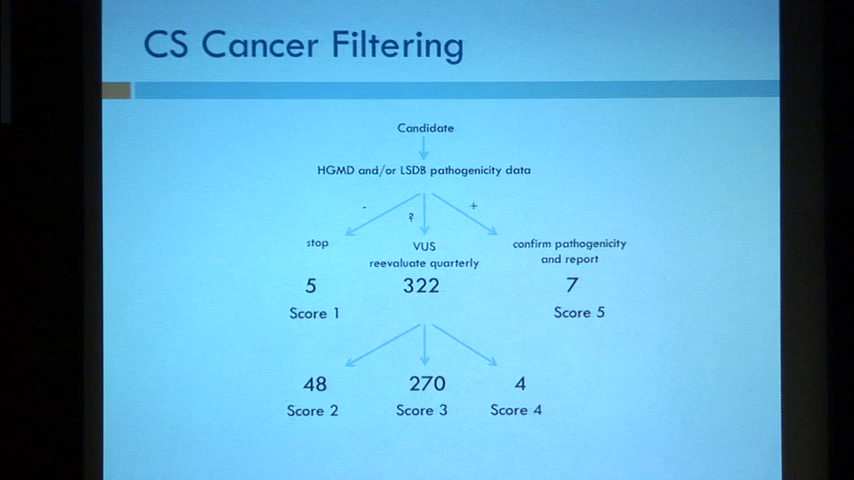 CS Cancer Filtering
Candidate
HGMD and/or LSDB pathogenicity data
-
?
+
stop
VUS
reevaluate quarterly
confirm pathogenicity
and report
5
322
7
Score 1
Score 5
48
270
4
Score 2
Score 3
Score 4